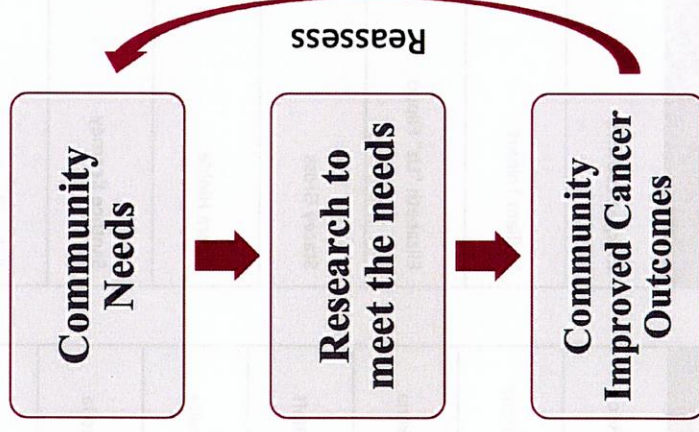 Community
Needs
Research to
meet the needs
Community
Improved Cancer
Outcomes
Reassess